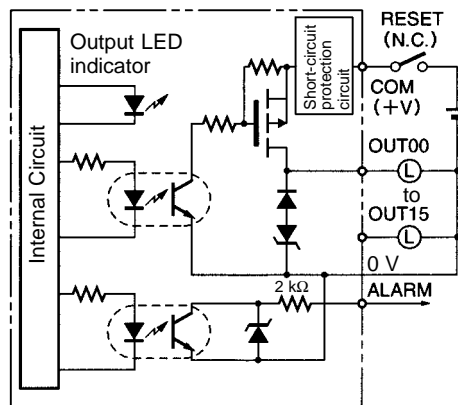 RESET
(N.C.)
Output LED
indicator
Short-circuit
protection
circuit
COM
(+V)
Internal Circuit
OUT00
L
to
OUT15
L
0 V
2 kΩ
ALARM